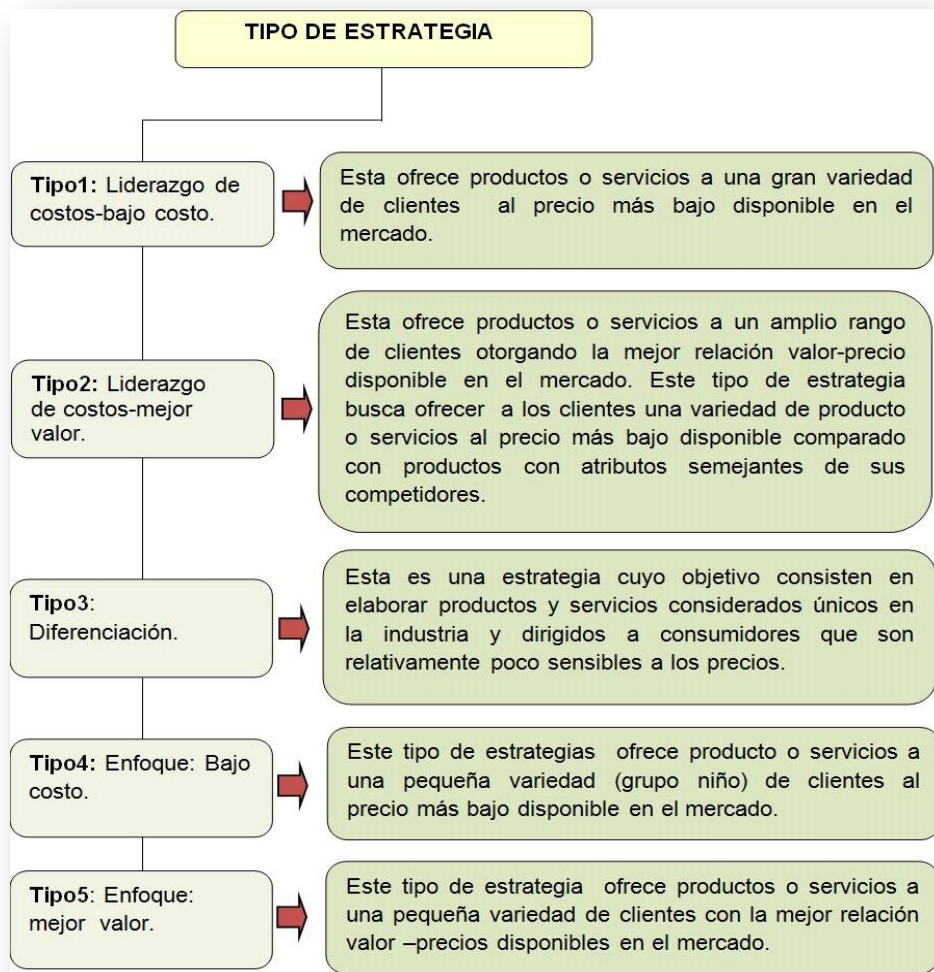 TIPO DE ESTRATEGIA
Tipo1: Liderazgo de
costos-bajo costo.
Esta ofrece productos o servicios a una gran variedad
de clientes al precio más bajo disponible en el
mercado.
Tipo2: Liderazgo
de costos-mejor
valor.
Esta ofrece productos o servicios a un amplio rango
de clientes otorgando la mejor relación valor-precio
disponible en el mercado. Este tipo de estrategia
busca ofrecer a los clientes una variedad de producto
o servicios al precio más bajo disponible comparado
con productos con atributos semejantes de sus
competidores.
Tipo3:
Diferenciación.
Esta es una estrategia cuyo objetivo consisten en
elaborar productos y servicios considerados únicos en
la industria y dirigidos a consumidores que son
relativamente poco sensibles a los precios.
Tipo4: Enfoque: Bajo
costo.
Este tipo de estrategias ofrece producto o servicios a
una pequeña variedad (grupo niño) de clientes al
precio más bajo disponible en el mercado.
Tipo5: Enfoque:
mejor valor.
Este tipo de estrategia ofrece productos o servicios a
una pequeña variedad de clientes con la mejor relación
valor –precios disponibles en el mercado.